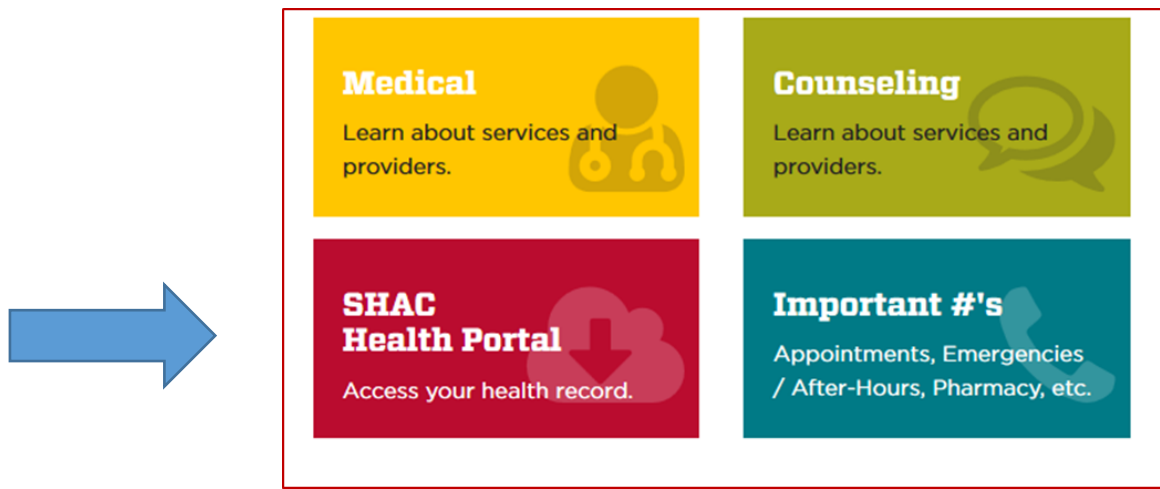 Medical
Learn about services and
providers.
Counseling
Learn about services and
providers.
SHAC
Health Portal
Access your health record.
Important #'s
Appointments, Emergencies
/ After-Hours, Pharmacy, etc.